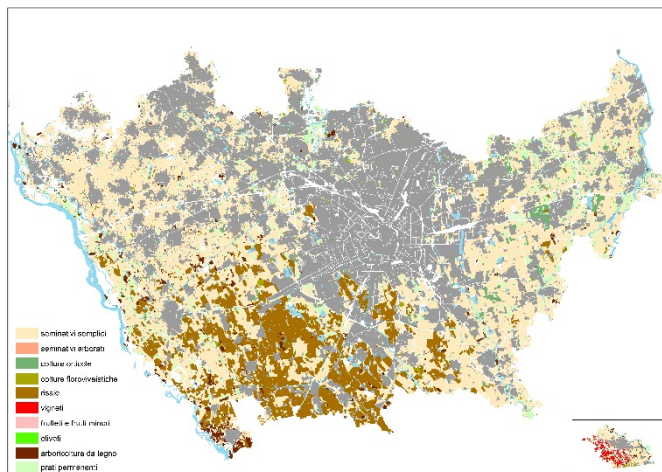 seminativi semplici
seminativi arborati
colture orticole
colture florovivaistiche
risaie
vigneti
frutteti e frutti minori
oliveti
arboricoltura da legno
prati permanenti